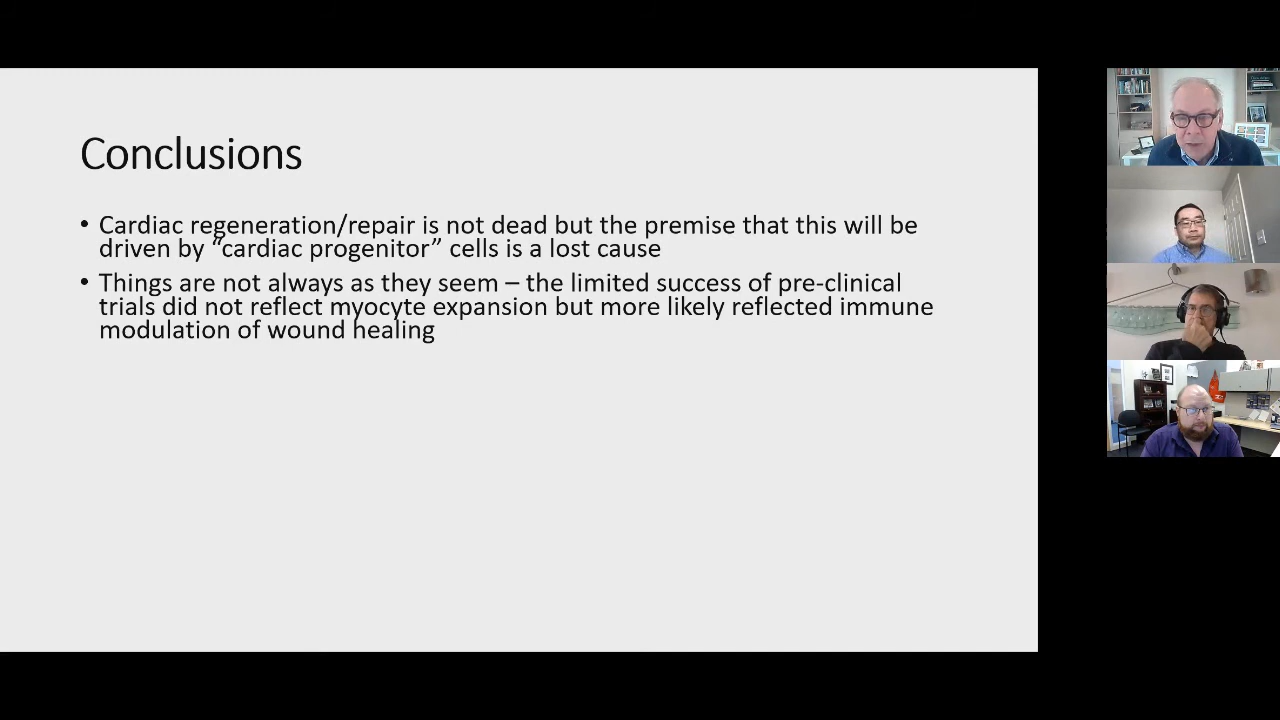 Conclusions
• Cardiac regeneration/repair is not dead but the premise that this will be
driven by “cardiac progenitor” cells is a lost cause
• Things are not always as they seem – the limited success of pre-clinical
trials did not reflect myocyte expansion but more likely reflected immune
modulation of wound healing